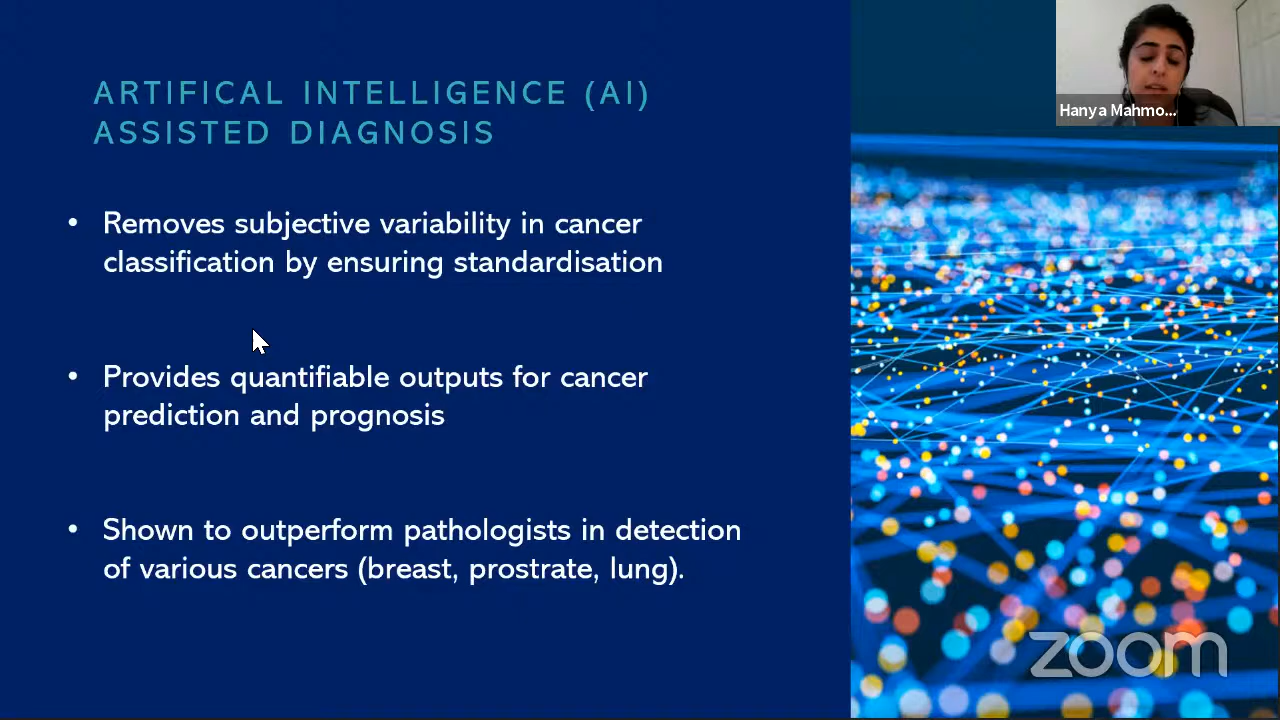 ARTIFICAL INTELLIGENCE (AI)
ASSISTED DIAGNOSIS
• Removes subjective variability in cancer
classification by ensuring standardisation
• Provides quantifiable outputs for cancer
prediction and prognosis
• Shown to outperform pathologists in detection
of various cancers (breast, prostrate, lung).
Hanya Mahmo...
zoom